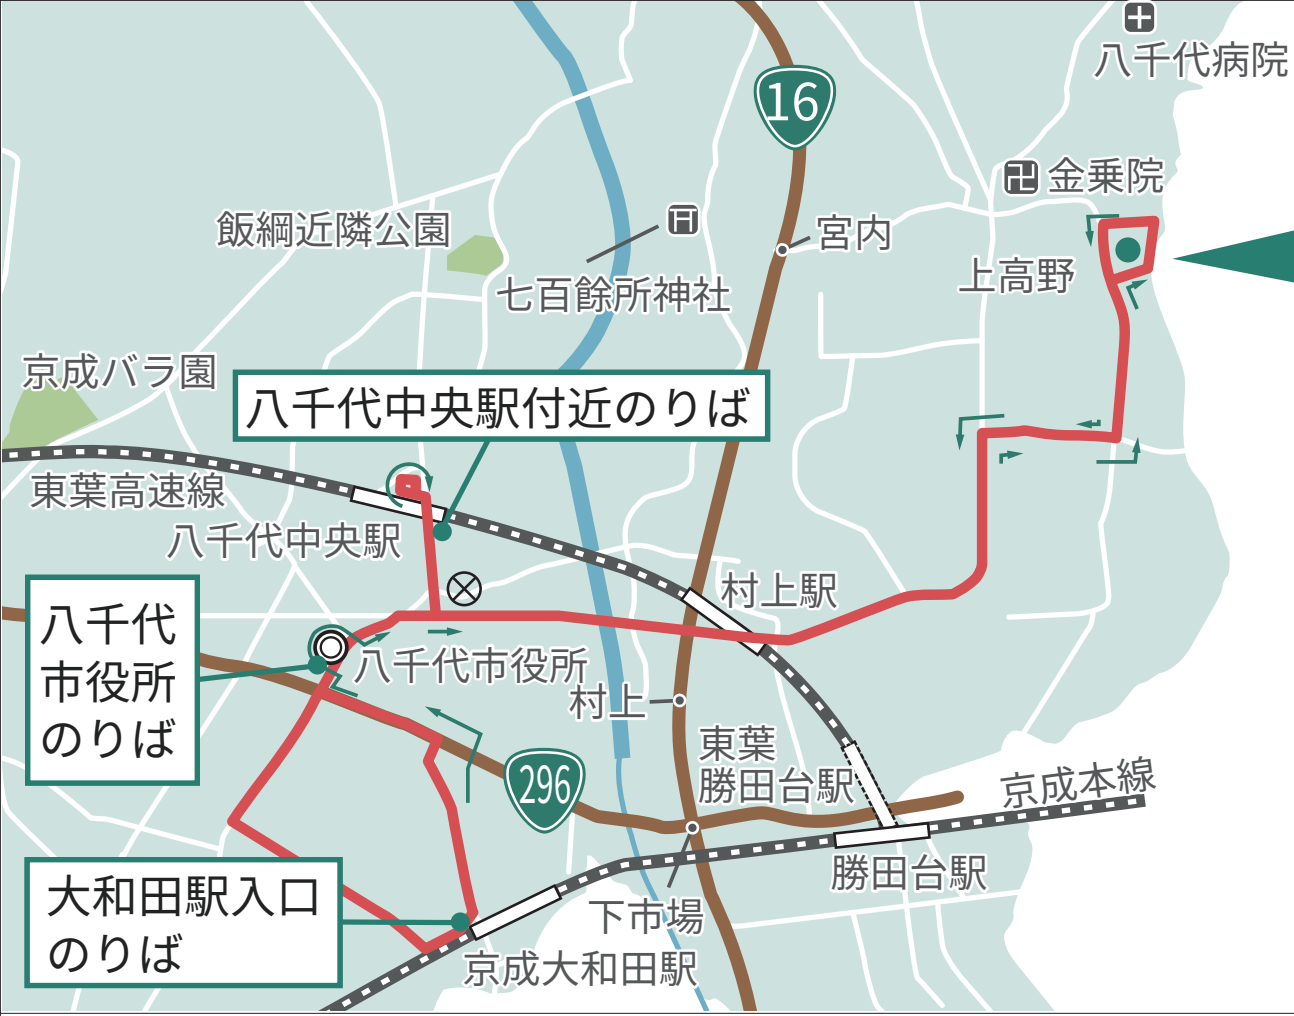 八千代病院
16
金乗院
飯綱近隣公園
宮内
上高野
七百餘所神社
京成バラ園
八千代中央駅付近のりば
東葉高速線
八千代中央駅
村上駅
八千代
市役所
のりば
八千代市役所
村上
東葉
勝田台駅
296
京成本線
勝田台駅
大和田駅入口
のりば
下市場
京成大和田駅